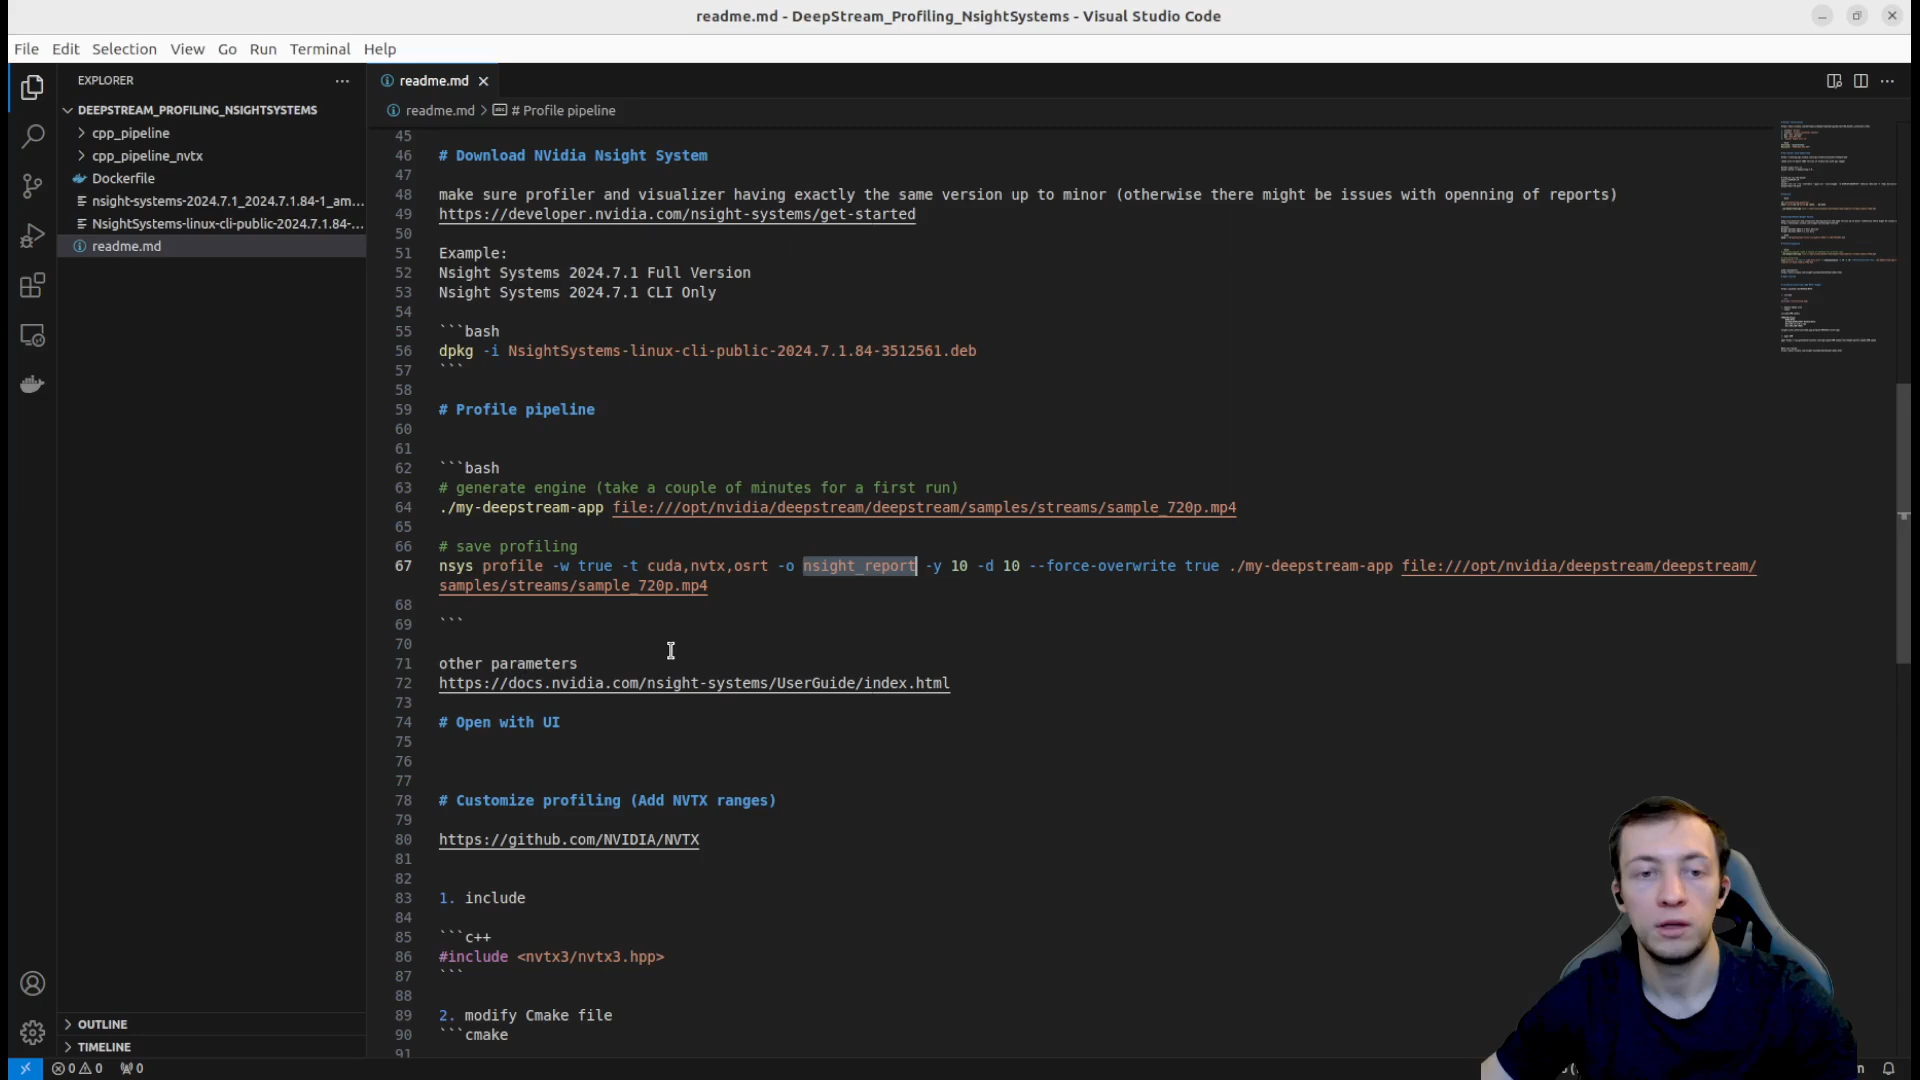 readme.md - DeepStream_Profiling_NsightSystems - Visual Studio Code
File Edit Selection View Go Run Terminal Help
EXPLORER
DEEPSTREAM_PROFILING_NSIGHTSYSTEMS
cpp_pipeline
cpp_pipeline_nvtx
Dockerfile
nsight-systems-2024.7.1_2024.7.1.84-1_am...
NsightSystems-linux-cli-public-2024.7.1.84-...
readme.md
OUTLINE
TIMELINE
readme.md
readme.md > # Profile pipeline
45
46 # Download NVidia Nsight System
47
48 make sure profiler and visualizer having exactly the same version up to minor (otherwise there might be issues with openning of reports)
49 https://developer.nvidia.com/nsight-systems/get-started
50
51 Example:
52 Nsight Systems 2024.7.1 Full Version
53 Nsight Systems 2024.7.1 CLI Only
54
55 ```bash
56 dpkg -i NsightSystems-linux-cli-public-2024.7.1.84-3512561.deb
57 ```
58
59 # Profile pipeline
60
61
62 ```bash
63 # generate engine (take a couple of minutes for a first run)
64 ./my-deepstream-app file:///opt/nvidia/deepstream/deepstream/samples/streams/sample_720p.mp4
65
66 # save profiling
67 nsys profile -w true -t cuda,nvtx,osrt -o nsight_report -y 10 -d 10 --force-overwrite true ./my-deepstream-app file:///opt/nvidia/deepstream/deepstream/
samples/streams/sample_720p.mp4
68
69 ```
70
71 other parameters
72 https://docs.nvidia.com/nsight-systems/UserGuide/index.html
73
74 # Open with UI
75
76
77
78 # Customize profiling (Add NVTX ranges)
79
80 https://github.com/NVIDIA/NVTX
81
82
83 1. include
84
85 ```c++
86 #include <nvtx3/nvtx3.hpp>
87 ```
88
89 2. modify Cmake file
90 ```cmake
91
0 0 0